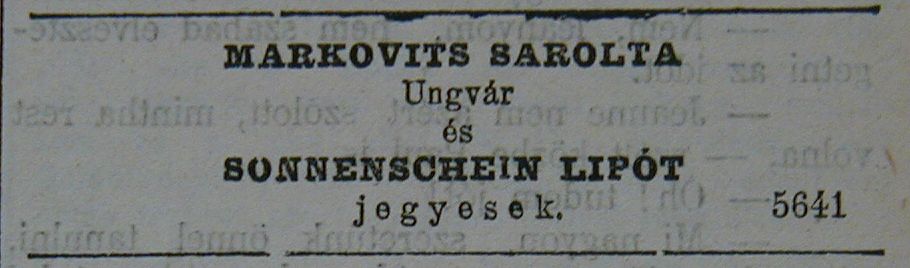 MARKOVITS SAROLTA
Ungvár
és
SONNENSCHEIN LIPÓT
jegyesek. 5641